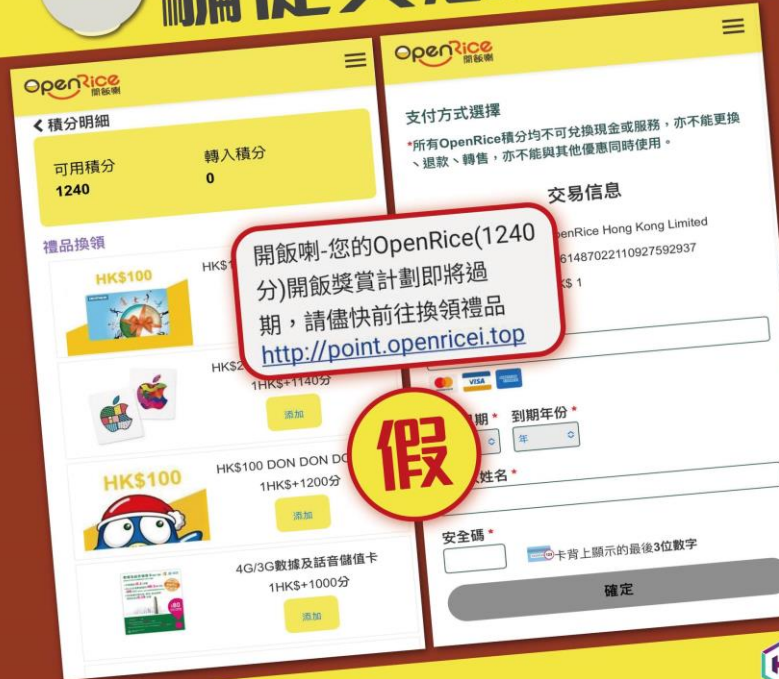 OpenRice
開飯喇
積分明細
可用積分
1240
轉入積分
0
禮品換領
HK$100
HK$1
HK$2
1HK$+1140分
添加
HK$100
HK$100 DON DON DO
1HK$+1200分
添加
4G/3G數據及話音儲值卡
1HK$+1000分
添加
OpenRice
開飯喇
支付方式選擇
*所有OpenRice積分均不可兌換現金或服務，亦不能更換
、退款、轉售，亦不能與其他優惠同時使用。
交易信息
enRice Hong Kong Limited
61487022110927592937
K$ 1
VISA
期* 到期年份*
年
姓名*
安全碼*
卡背上顯示的最後3位數字
確定
開飯喇-您的OpenRice(1240
分)開飯獎賞計劃即將過
期，請儘快前往換領禮品
http://point.openricei.top
假